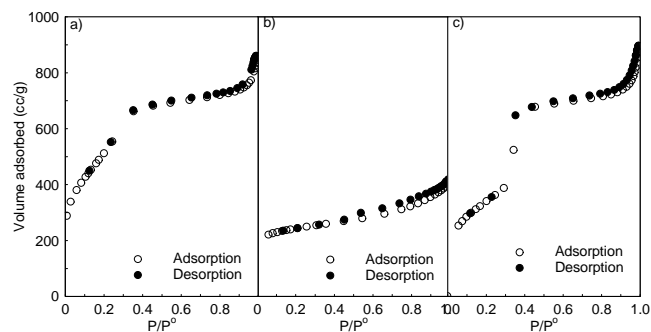 a) b) c)
1000
800
600
400
200
0
Volume adsorbed (cc/g)
Adsorption Adsorption Adsorption
Desorption Desorption Desorption
0 0.2 0.4 0.6 0.8 0 0.2 0.4 0.6 0.8 1.0 0 0.2 0.4 0.6 0.8 1.0
P/P° P/P° P/P°